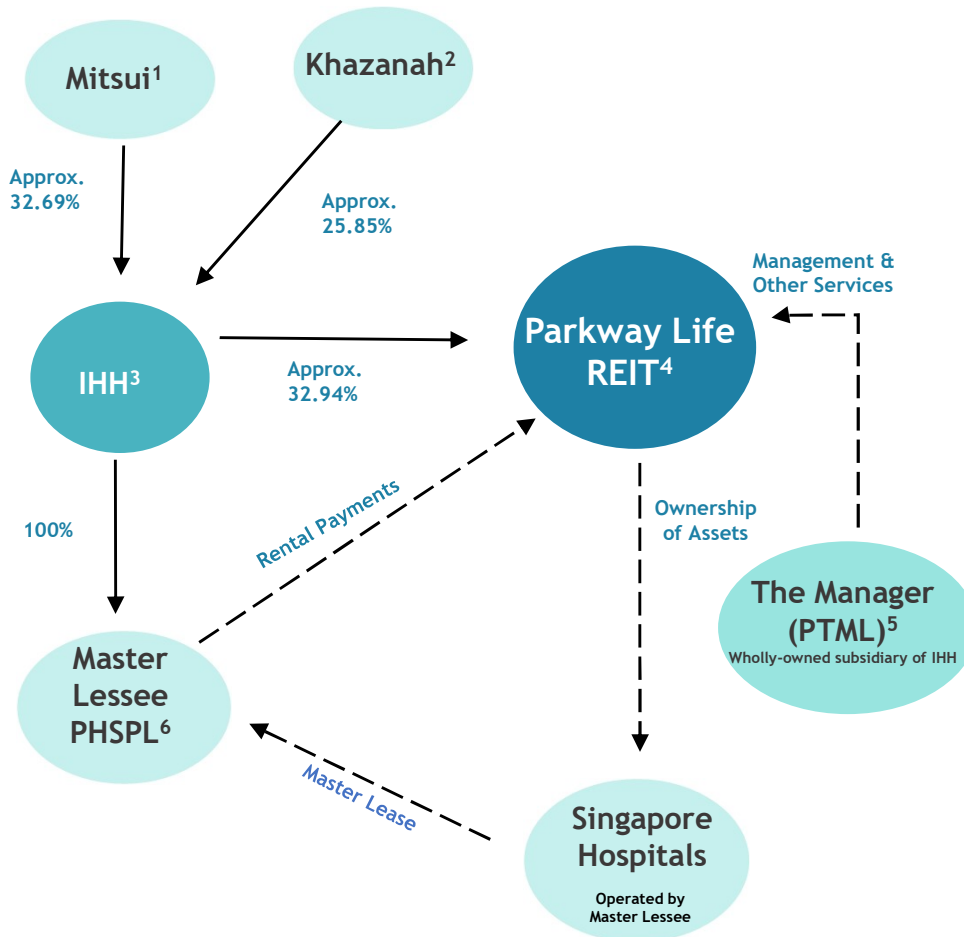 Mitsui¹
Khazanah²
Approx.
32.69%
Approx.
25.85%
Management &
Other Services
Parkway Life
REIT⁴
IHH³
Approx.
32.94%
100%
Rental Payments
Ownership
of Assets
The Manager
(PTML)⁵
Wholly-owned subsidiary of IHH
Master
Lessee
PHSPL⁶
Master Lease
Singapore
Hospitals
Operated by
Master Lessee